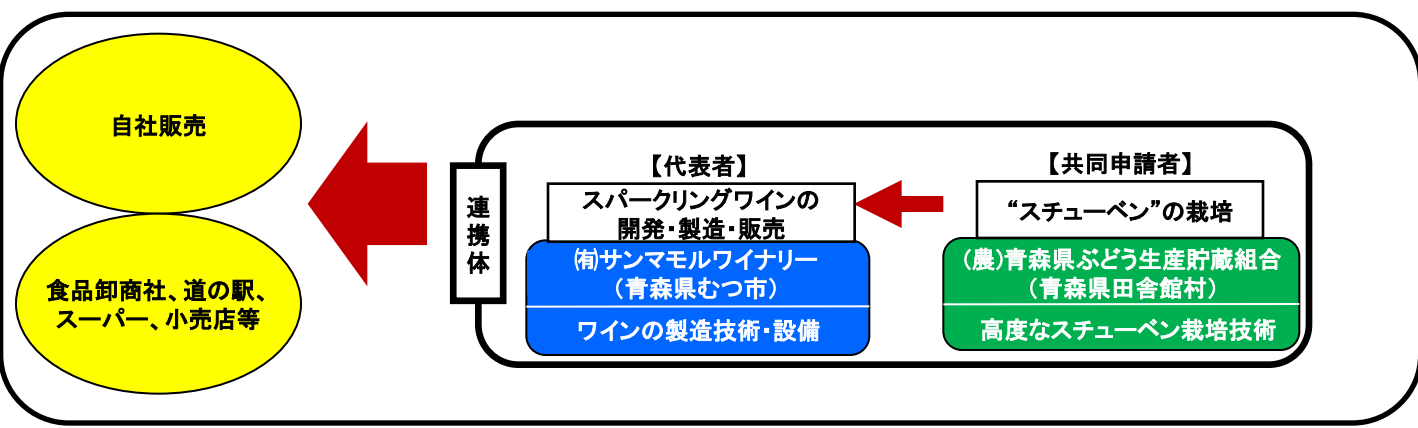 自社販売
食品卸商社、道の駅、
スーパー、小売店等
連
携
体
【代表者】
スパークリングワインの
開発・製造・販売
㈲サンマモルワイナリー
（青森県むつ市）
ワインの製造技術・設備
【共同申請者】
“スチューベン”の栽培
（農）青森県ぶどう生産貯蔵組合
（青森県田舎館村）
高度なスチューベン栽培技術